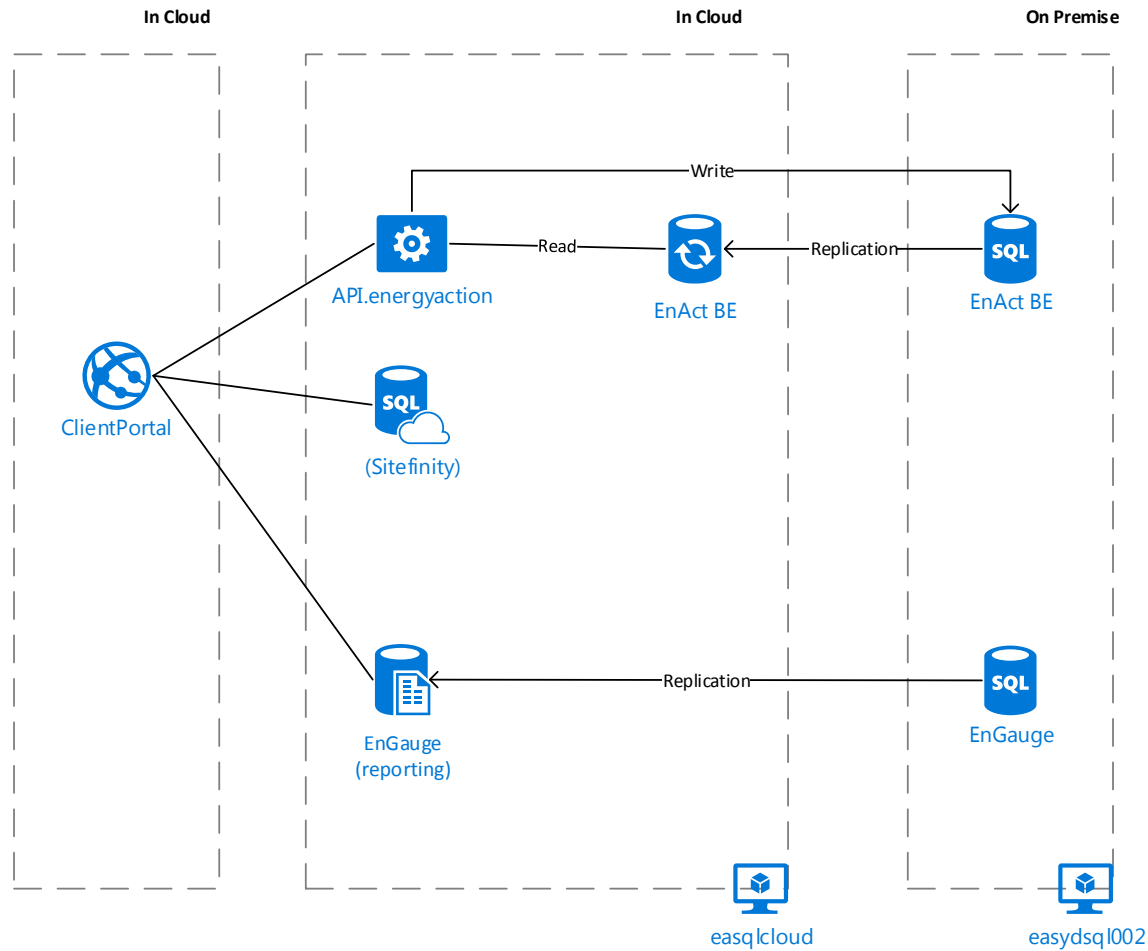 In Cloud
In Cloud
On Premise
Write
Read
Replication
API.energyaction
EnAct BE
SQL
EnAct BE
ClientPortal
SQL
(Sitefinity)
Replication
EnGauge
(reporting)
SQL
EnGauge
easqlcloud
easydsql002